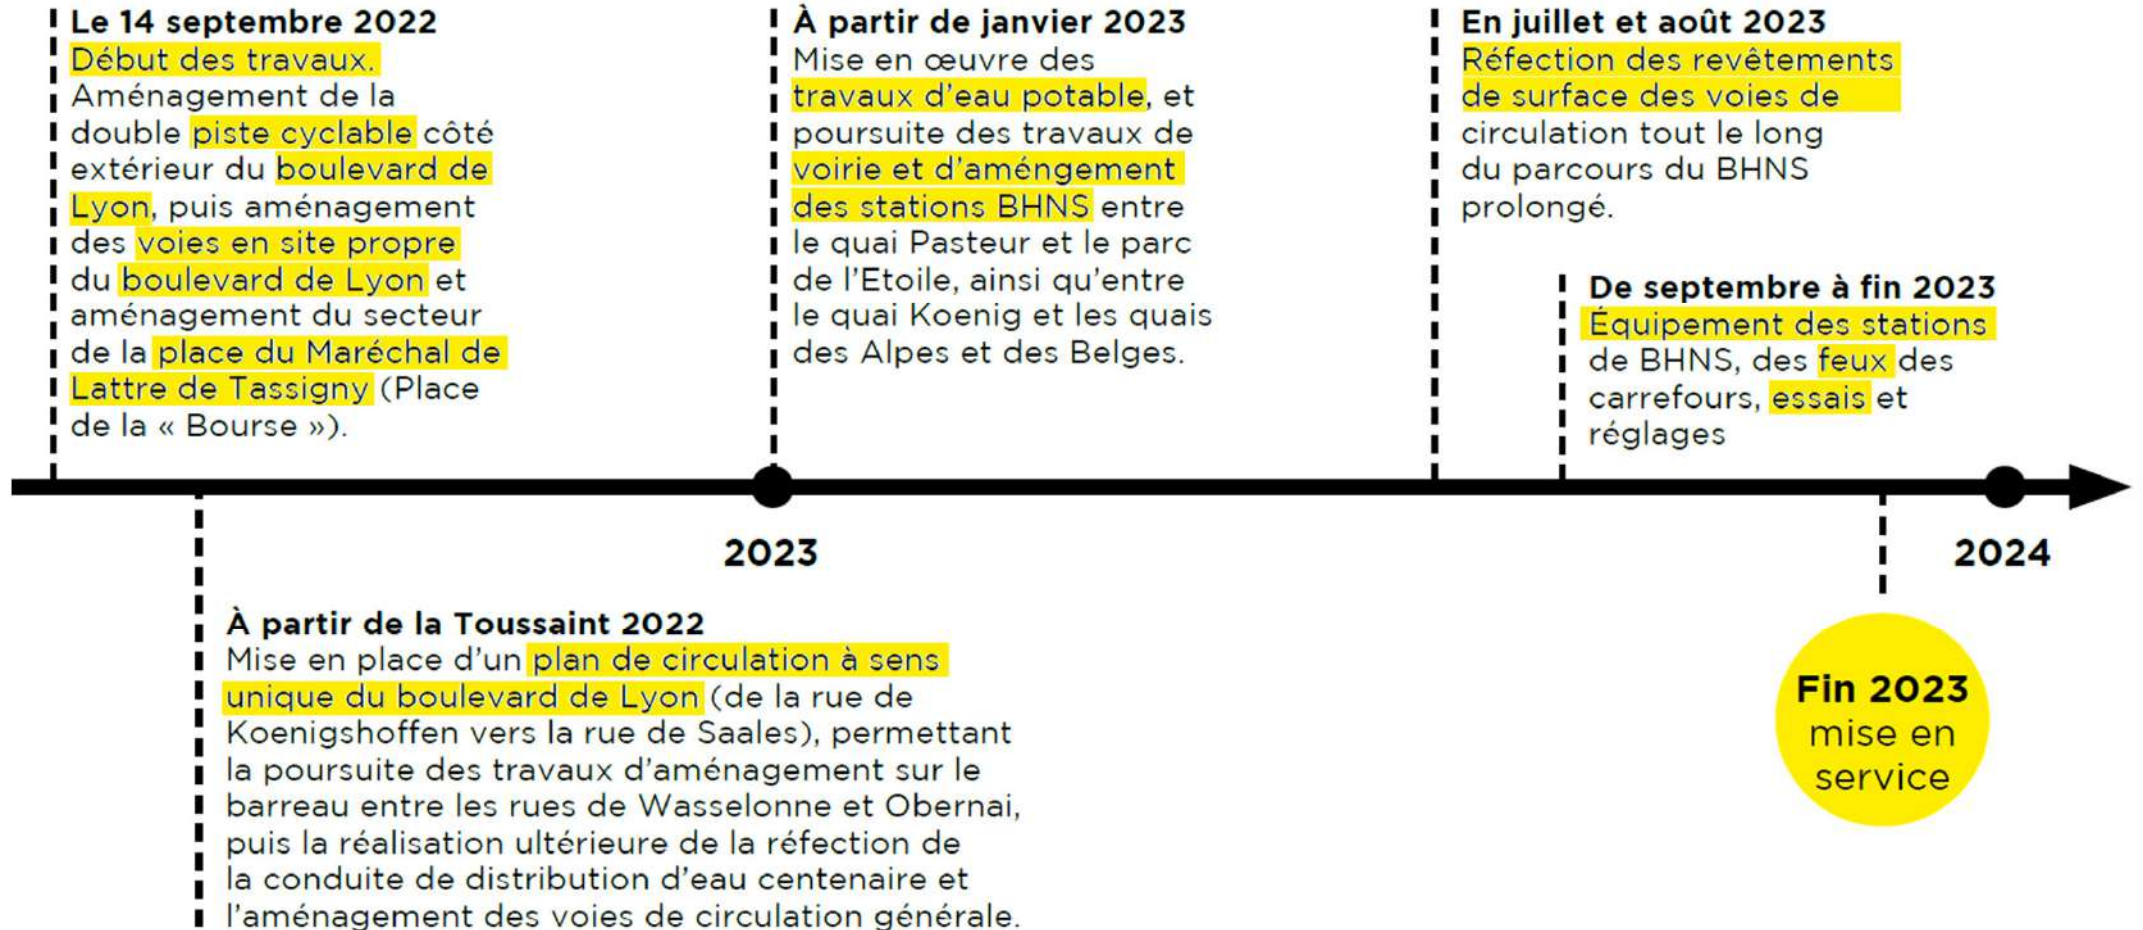 Le 14 septembre 2022
Début des travaux.
Aménagement de la
double piste cyclable côté
extérieur du boulevard de
Lyon, puis aménagement
des voies en site propre
du boulevard de Lyon et
aménagement du secteur
de la place du Maréchal de
Lattre de Tassigny (Place
de la « Bourse »).
À partir de janvier 2023
Mise en œuvre des
travaux d'eau potable, et
poursuite des travaux de
voirie et d'améngement
des stations BHNS entre
le quai Pasteur et le parc
de l'Etoile, ainsi qu'entre
le quai Koenig et les quais
des Alpes et des Belges.
En juillet et août 2023
Réfection des revêtements
de surface des voies de
circulation tout le long
du parcours du BHNS
prolongé.
De septembre à fin 2023
Équipement des stations
de BHNS, des feux des
carrefours, essais et
réglages
2023
2024
À partir de la Toussaint 2022
Mise en place d'un plan de circulation à sens
unique du boulevard de Lyon (de la rue de
Koenigshoffen vers la rue de Saales), permettant
la poursuite des travaux d'aménagement sur le
barreau entre les rues de Wasselonne et Obernai,
puis la réalisation ultérieure de la réfection de
la conduite de distribution d'eau centenaire et
l'aménagement des voies de circulation générale.
Fin 2023
mise en
service